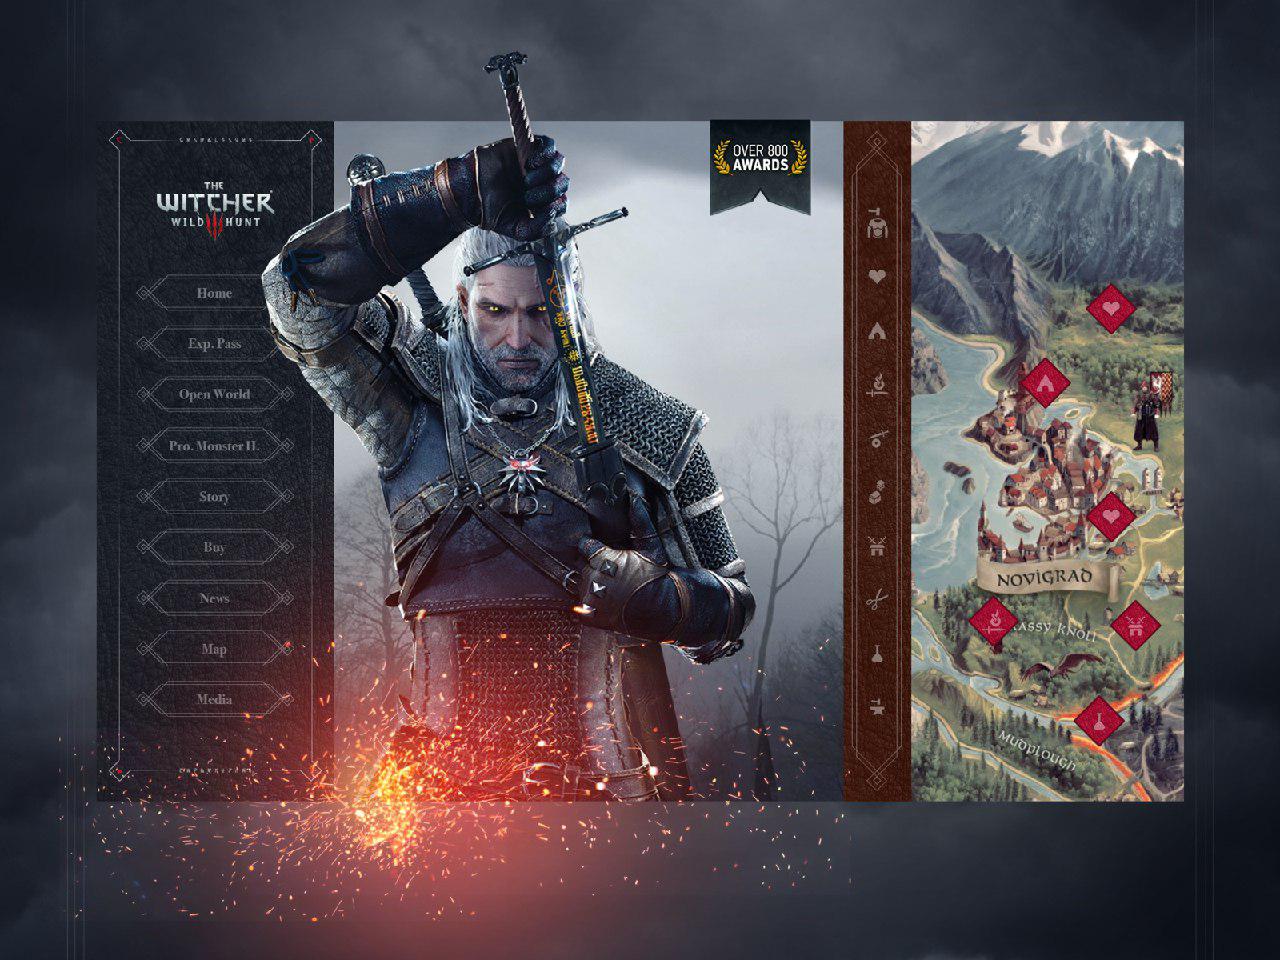 THE
WITCHER
WILD HUNT
Home
Exp. Pass
Open World
Pro. Monster H.
Story
Buy
News
Map
Media
OVER 800
AWARDS
NOVIGRAD
MUDPLOUGH